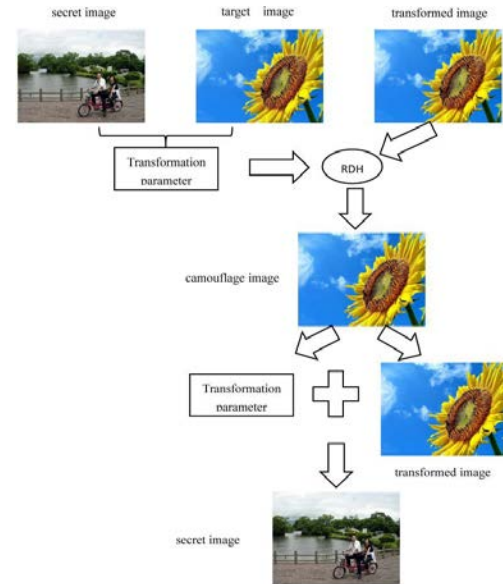 secret image
target image
transformed image
Transformation
parameter
RDH
camouflage image
Transformation
parameter
transformed image
secret image